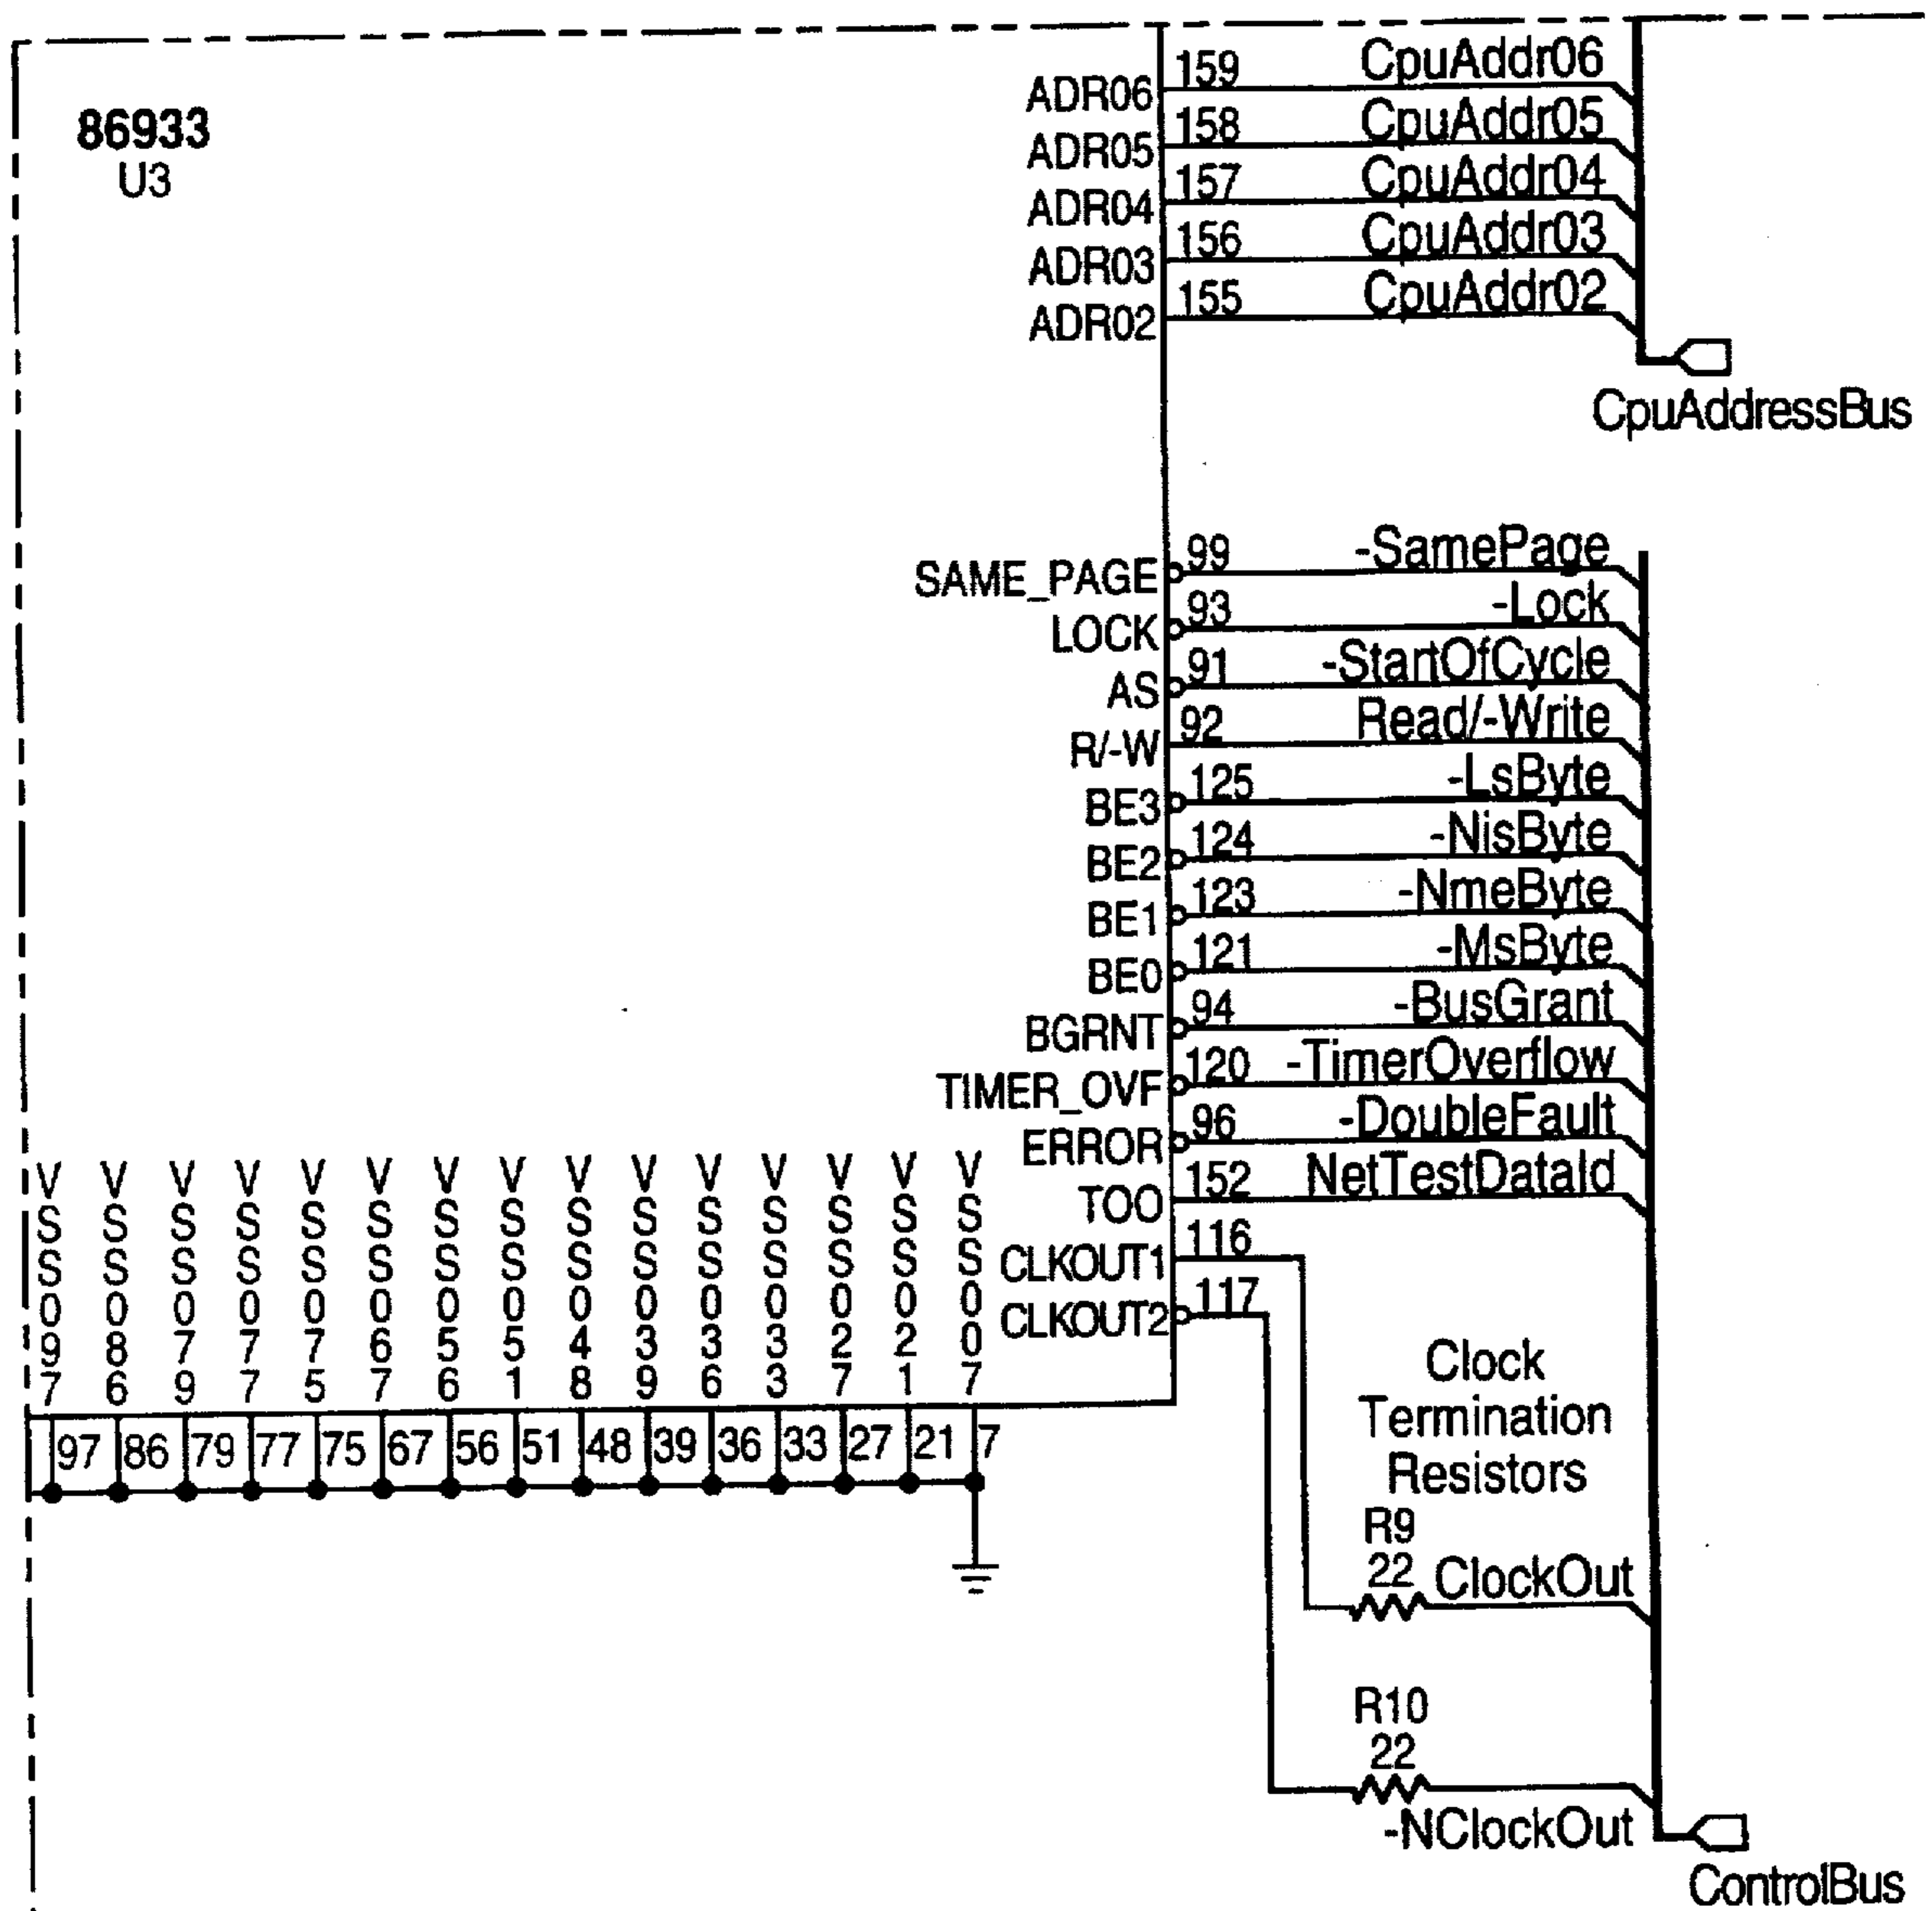 86933
U3
ADR06 159 CpuAddr06
ADR05 158 CpuAddr05
ADR04 157 CpuAddr04
ADR03 156 CpuAddr03
ADR02 155 CpuAddr02
CpuAddressBus
SAME_PAGE 99 -SamePage
LOCK 93 -Lock
AS 91 -StartOfCycle
R/-W 92 Read/-Write
BE3 125 -LsByte
BE2 124 -NisByte
BE1 123 -NmeByte
BE0 121 -MsByte
BGRNT 94 -BusGrant
TIMER_OVF 120 -TimerOverflow
ERROR 96 -DoubleFault
TOO 152 NetTestDataId
CLKOUT1 116
CLKOUT2 117
VSS097 VSS086 VSS079 VSS077 VSS075 VSS067 VSS056 VSS051 VSS048 VSS039 VSS036 VSS033 VSS027 VSS021 VSS007
97 86 79 77 75 67 56 51 48 39 36 33 27 21 7
Clock
Termination
Resistors
R9
22 ClockOut
R10
22
-NClockOut
ControlBus